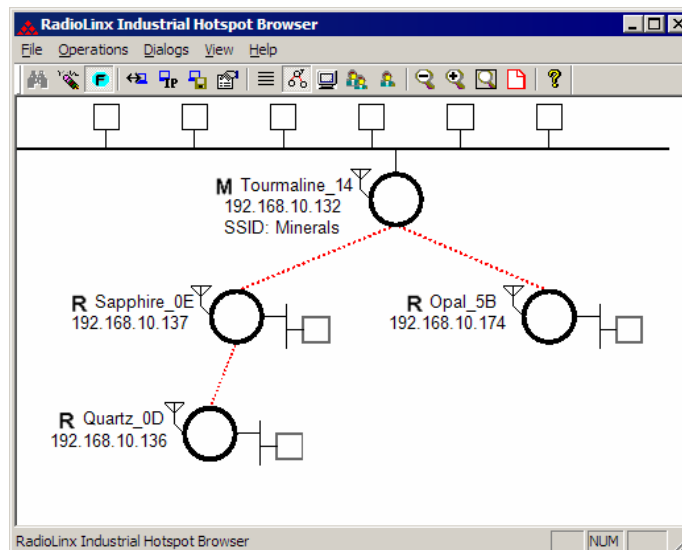 RadioLinx Industrial Hotspot Browser
File Operations Dialogs View Help
F IP ?
M Tourmaline_14
192.168.10.132
SSID: Minerals
R Sapphire_0E
192.168.10.137
R Opal_5B
192.168.10.174
R Quartz_0D
192.168.10.136
RadioLinx Industrial Hotspot Browser NUM